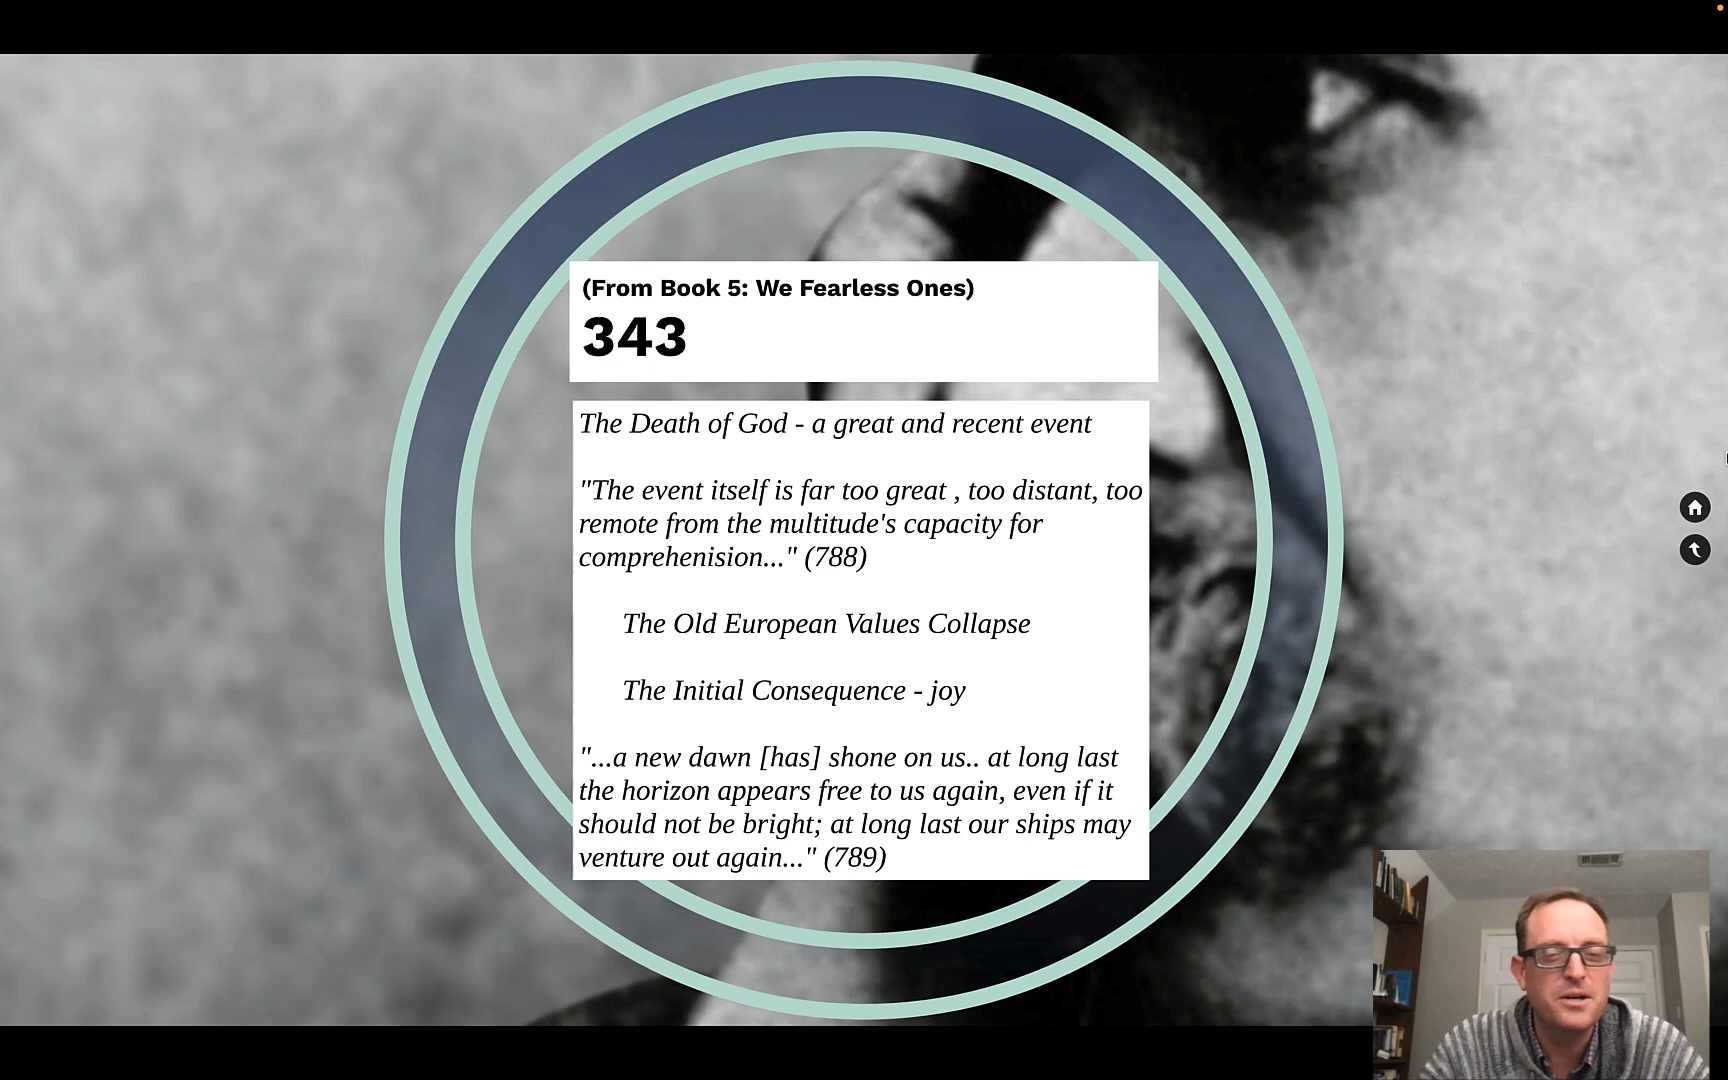 (From Book 5: We Fearless Ones)
343
The Death of God - a great and recent event
"The event itself is far too great , too distant, too
remote from the multitude's capacity for
comprehenision..." (788)
The Old European Values Collapse
The Initial Consequence - joy
"...a new dawn [has] shone on us.. at long last
the horizon appears free to us again, even if it
should not be bright; at long last our ships may
venture out again..." (789)